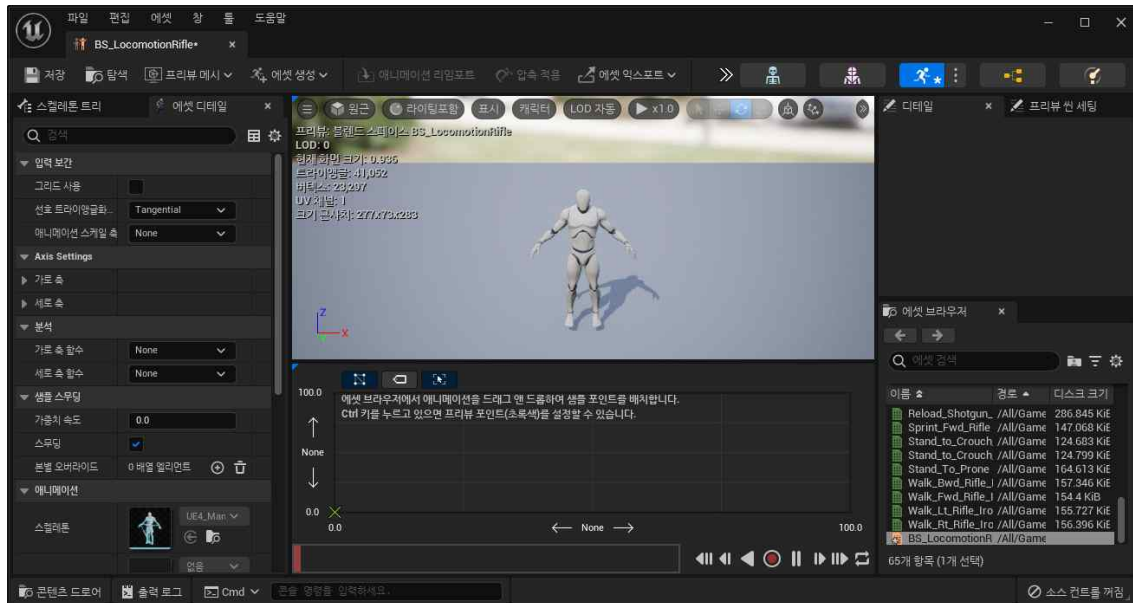 파일 편집 에셋 창 툴 도움말
BS_LocomotionRifle•
저장 탐색 프리뷰 메시 에셋 생성 애니메이션 리임포트 압축 적용 에셋 익스포트
스켈레톤 트리 에셋 디테일
검색
입력 보간
그리드 사용
선호 트라이앵글화..
Tangential
애니메이션 스케일 축
None
Axis Settings
가로 축
세로 축
분석
가로 축 함수
None
세로 축 함수
None
샘플 스무딩
가중치 속도
0.0
스무딩
본별 오버라이드
0 배열 엘리먼트
애니메이션
스켈레톤
UE4_Man
없음
원근 라이팅포함 표시 캐릭터 LOD 자동 x1.0
프리뷰: 블렌드 스페이스 BS_LocomotionRifle
LOD: 0
현재 화면 크기: 0.936
트라이앵글: 41,052
버텍스: 23,297
UV 채널: 1
크기 근사치: 277x73x283
Z
X
100.0
에셋 브라우저에서 애니메이션을 드래그 앤 드롭하여 샘플 포인트를 배치합니다.
Ctrl 키를 누르고 있으면 프리뷰 포인트(초록색)를 설정할 수 있습니다.
None
0.0
0.0
None
100.0
디테일 프리뷰 씬 세팅
에셋 브라우저
에셋 검색
이름 경로 디스크 크기
Reload_Shotgun_ /All/Game 286.845 KiE
Sprint_Fwd_Rifle /All/Game 147.068 KiE
Stand_to_Crouch /All/Game 124.683 KiE
Stand_to_Crouch /All/Game 124.799 KiE
Stand_To_Prone /All/Game 164.613 KiE
Walk_Bwd_Rifle_I /All/Game 157.346 KiE
Walk_Fwd_Rifle_I /All/Game 154.4 KiB
Walk_Lt_Rifle_Iro /All/Game 155.727 KiE
Walk_Rt_Rifle_Iro /All/Game 156.396 KiE
BS_LocomotionR /All/Game
65개 항목 (1개 선택)
콘텐츠 드로어 출력 로그 Cmd 콘솔 명령을 입력하세요. 소스 컨트롤 꺼짐